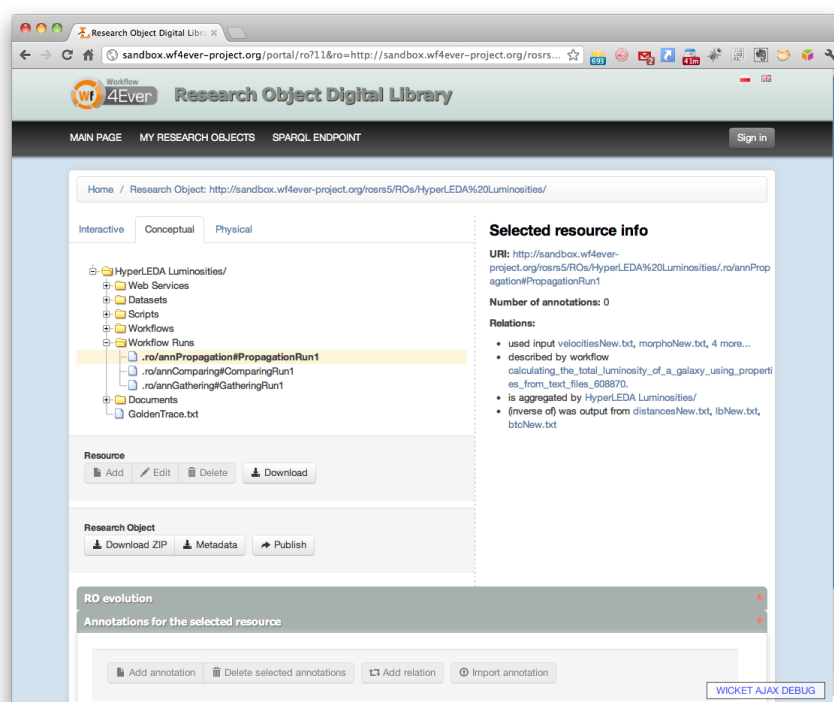 Research Object Digital Libra
sandbox.wf4ever-project.org/portal/ro?11&ro=http://sandbox.wf4ever-project.org/rosrs...
693
2
41m
Workflow
Wf 4Ever
Research Object Digital Library
MAIN PAGE MY RESEARCH OBJECTS SPARQL ENDPOINT
Sign in
Home / Research Object: http://sandbox.wf4ever-project.org/rosrs5/ROs/HyperLEDA%20Luminosities/
Interactive Conceptual Physical
HyperLEDA Luminosities/
Web Services
Datasets
Scripts
Workflows
Workflow Runs
.ro/annPropagation#PropagationRun1
.ro/annComparing#ComparingRun1
.ro/annGathering#GatheringRun1
Documents
GoldenTrace.txt
Resource
Add Edit Delete Download
Research Object
Download ZIP Metadata Publish
Selected resource info
URI: http://sandbox.wf4ever-
project.org/rosrs5/ROs/HyperLEDA%20Luminosities/.ro/annProp
agation#PropagationRun1
Number of annotations: 0
Relations:
used input velocitiesNew.txt, morphoNew.txt, 4 more...
described by workflow
calculating_the_total_luminosity_of_a_galaxy_using_properti
es_from_text_files_608870.
is aggregated by HyperLEDA Luminosities/
(inverse of) was output from distancesNew.txt, lbNew.txt,
btcNew.txt
RO evolution
Annotations for the selected resource
Add annotation Delete selected annotations Add relation Import annotation
WICKET AJAX DEBUG